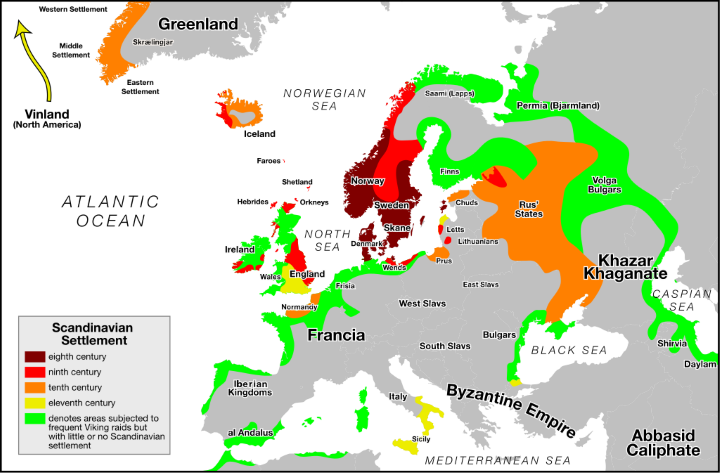 Western Settlement
Greenland
Skrælingjar
Middle
Settlement
Eastern
Settlement
Vinland
(North America)
NORWEGIAN
SEA
Saami (Lapps)
Permia (Bjarmland)
Iceland
Faroes
Shetland
Hebrides
Orkneys
ATLANTIC
OCEAN
Norway
Sweden
Finns
Volga
Bulgars
Chuds
Rus'
States
Skane
NORTH
SEA
Denmark
Letts
Lithuanians
Ireland
Wales
England
Wends
Prus
Frisia
Khazar
Khaganate
East Slavs
CASPIAN
SEA
Normandy
West Slavs
Francia
South Slavs
Bulgars
BLACK SEA
Shirvia
Daylam
Iberian
Kingdoms
Italy
Byzantine Empire
al Andalus
Sicily
Abbasid
Caliphate
MEDITERRANEAN SEA
Scandinavian
Settlement
eighth century
ninth century
tenth century
eleventh century
denotes areas subjected to
frequent Viking raids but
with little or no Scandinavian
settlement